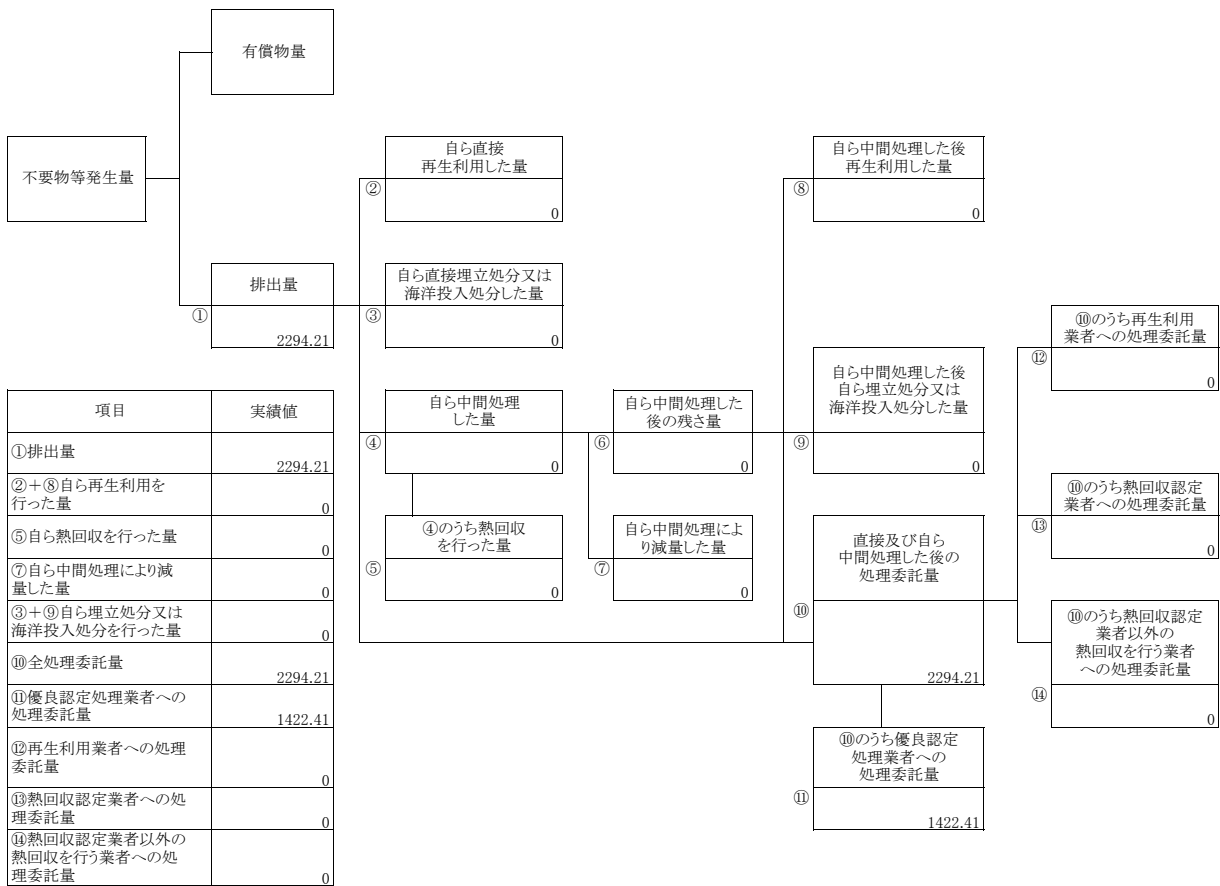 有償物量
不要物等発生量
排出量
①
2294.21
自ら直接
再生利用した量
②
0
自ら直接埋立処分又は
海洋投入処分した量
③
0
自ら中間処理
した量
④
0
④のうち熱回収
を行った量
⑤
0
自ら中間処理した
後の残さ量
⑥
0
自ら中間処理によ
り減量した量
⑦
0
自ら中間処理した後
再生利用した量
⑧
0
自ら中間処理した後
自ら埋立処分又は
海洋投入処分した量
⑨
0
直接及び自ら
中間処理した後の
処理委託量
⑩
2294.21
⑩のうち優良認定
処理業者への
処理委託量
⑪
1422.41
⑩のうち再生利用
業者への処理委託量
⑫
0
⑩のうち熱回収認定
業者への処理委託量
⑬
0
⑩のうち熱回収認定
業者以外の
熱回収を行う業者
への処理委託量
⑭
0
項目 実績値
①排出量
2294.21
②＋⑧自ら再生利用を
行った量
0
⑤自ら熱回収を行った量
0
⑦自ら中間処理により減
量した量
0
③＋⑨自ら埋立処分又は
海洋投入処分を行った量
0
⑩全処理委託量
2294.21
⑪優良認定処理業者への
処理委託量
1422.41
⑫再生利用業者への処理
委託量
0
⑬熱回収認定業者への処
理委託量
0
⑭熱回収認定業者以外の
熱回収を行う業者への処
理委託量
0